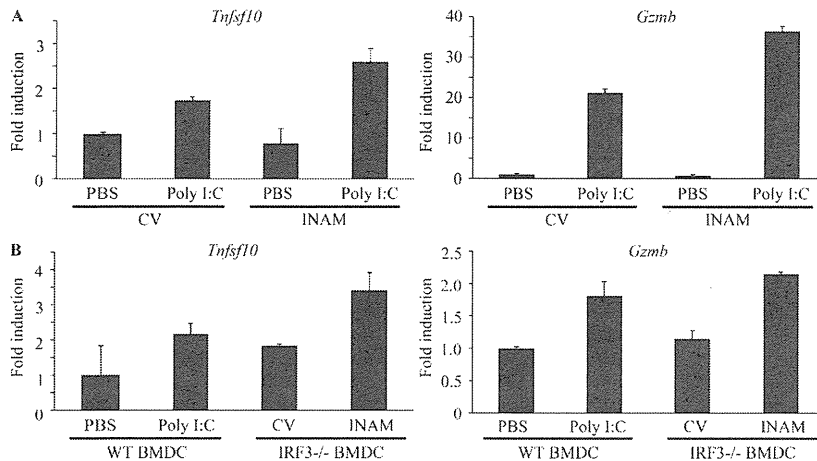 A
Tnfsf10
Fold induction
3
2
1
0
PBS
Poly I:C
PBS
Poly I:C
CV
INAM
Gzmb
Fold induction
40
30
20
10
0
PBS
Poly I:C
PBS
Poly I:C
CV
INAM
B
Tnfsf10
Fold induction
4
3
2
1
0
PBS
Poly I:C
CV
INAM
WT BMDC
IRF3-/- BMDC
Gzmb
Fold induction
2.5
2.0
1.5
1.0
0.5
0
PBS
Poly I:C
CV
INAM
WT BMDC
IRF3-/- BMDC